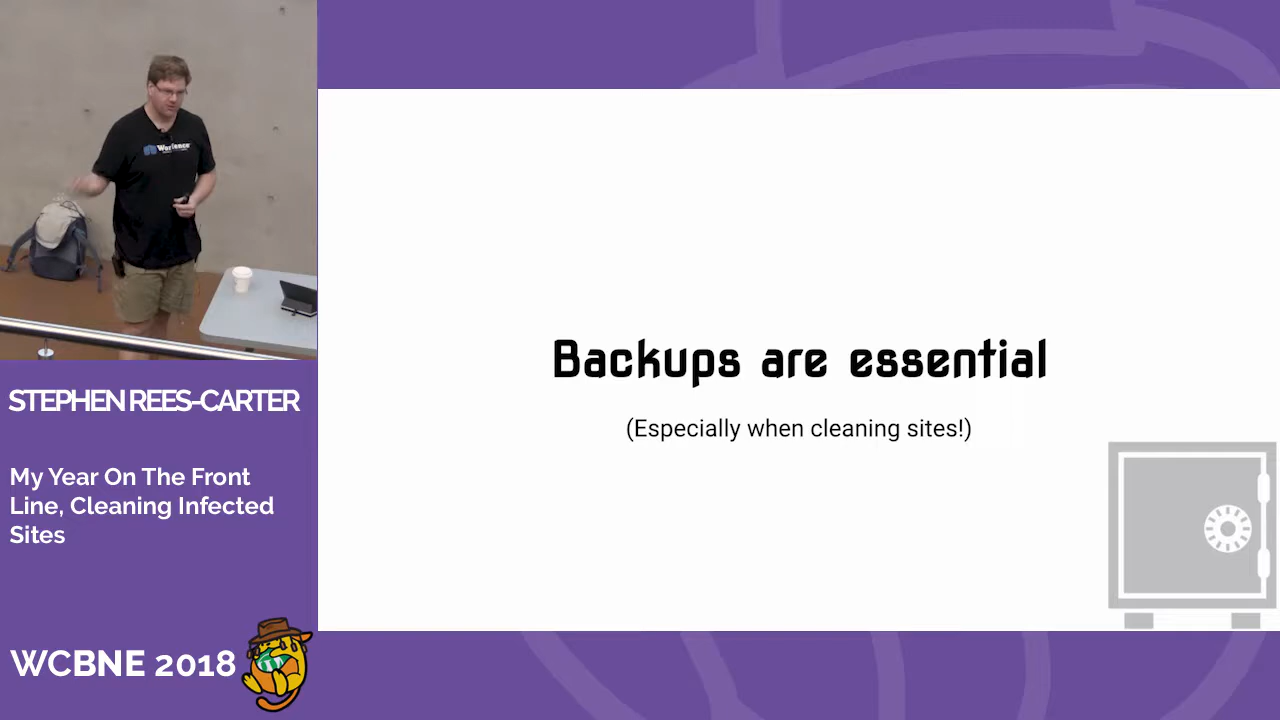 Wordfence
STEPHEN REES-CARTER
My Year On The Front
Line, Cleaning Infected
Sites
WCBNE 2018
Backups are essential
(Especially when cleaning sites!)